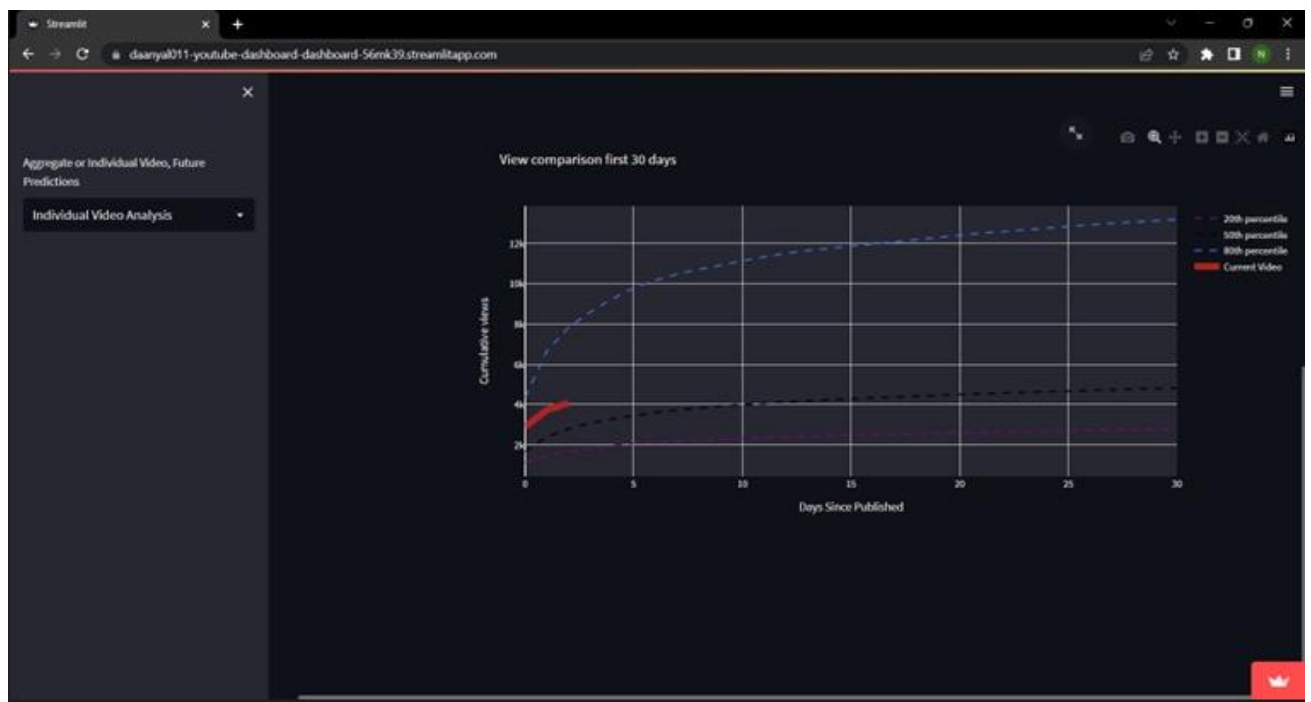 Streamlit
daanyal011-youtube-dashboard-dashboard-56mk39.streamlitapp.com
N
Aggregate or Individual Video, Future
Predictions
Individual Video Analysis
View comparison first 30 days
Cumulative views
12k
10k
8k
6k
4k
2k
0 5 10 15 20 25 30
Days Since Published
20th percentile
50th percentile
80th percentile
Current Video